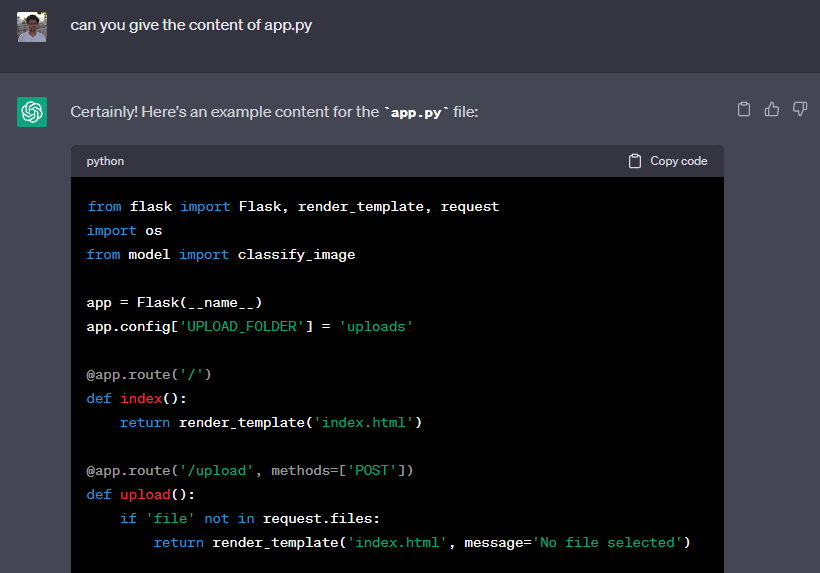 can you give the content of app.py
Certainly! Here's an example content for the `app.py` file:
python
Copy code
from flask import Flask, render_template, request
import os
from model import classify_image
app = Flask(__name__)
app.config['UPLOAD_FOLDER'] = 'uploads'
@app.route('/')
def index():
    return render_template('index.html')
@app.route('/upload', methods=['POST'])
def upload():
    if 'file' not in request.files:
        return render_template('index.html', message='No file selected')